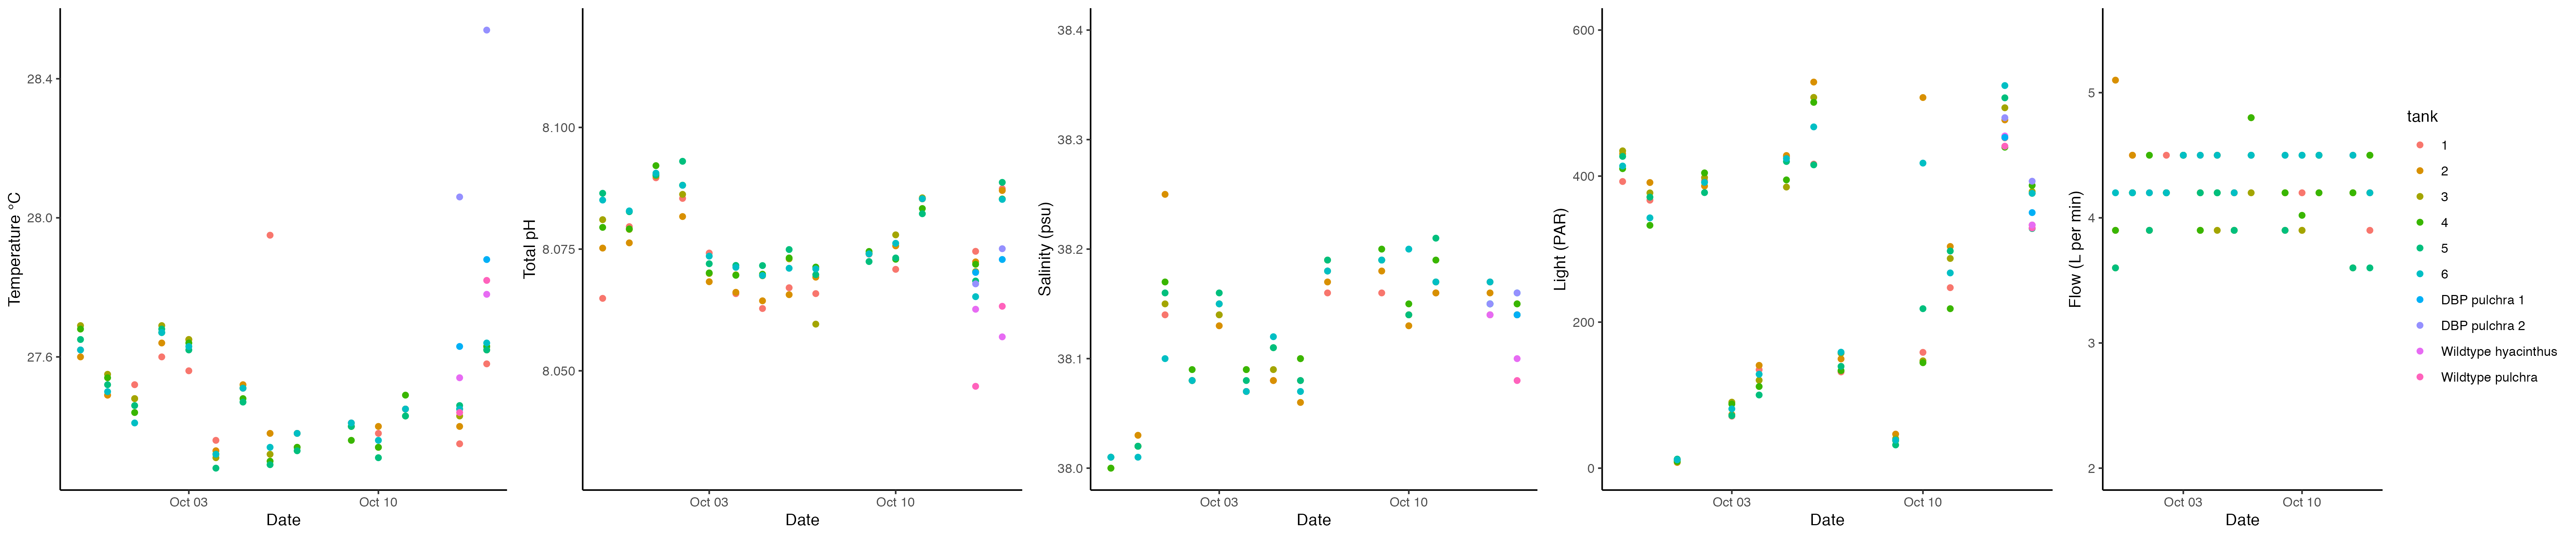 Temperature °C
28.4
28.0
27.6
Oct 03
Oct 10
Date
Total pH
8.100
8.075
8.050
Oct 03
Oct 10
Date
Salinity (psu)
38.4
38.3
38.2
38.1
38.0
Oct 03
Oct 10
Date
Light (PAR)
600
400
200
0
Oct 03
Oct 10
Date
Flow (L per min)
5
4
3
2
Oct 03
Oct 10
Date
tank
1
2
3
4
5
6
DBP pulchra 1
DBP pulchra 2
Wildtype hyacinthus
Wildtype pulchra